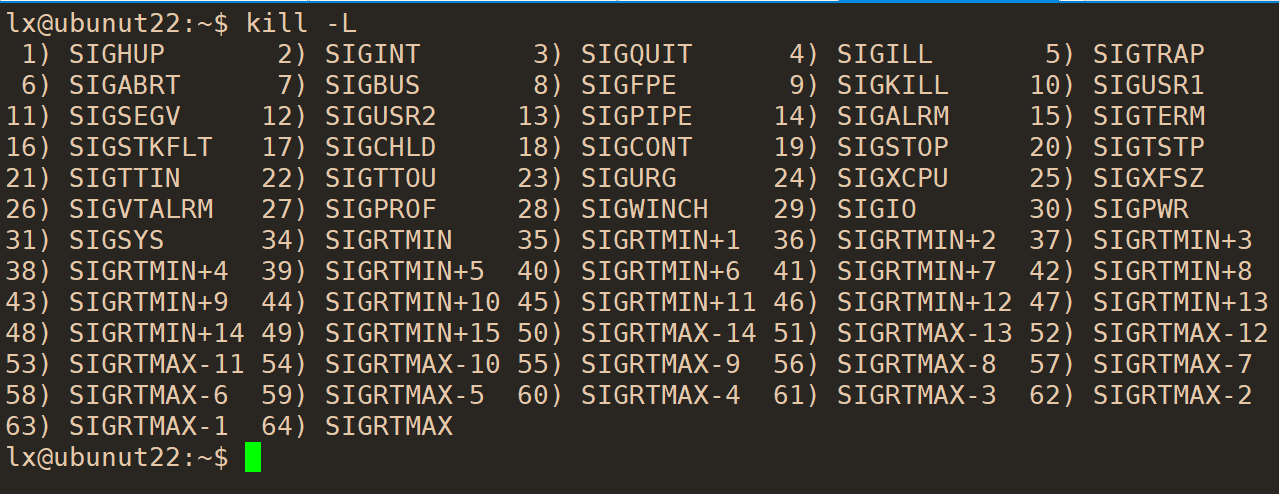 lx@ubunut22:~$ kill -L
 1) SIGHUP       2) SIGINT       3) SIGQUIT      4) SIGILL       5) SIGTRAP
 6) SIGABRT      7) SIGBUS       8) SIGFPE       9) SIGKILL     10) SIGUSR1
11) SIGSEGV     12) SIGUSR2     13) SIGPIPE     14) SIGALRM     15) SIGTERM
16) SIGSTKFLT   17) SIGCHLD     18) SIGCONT     19) SIGSTOP     20) SIGTSTP
21) SIGTTIN     22) SIGTTOU     23) SIGURG      24) SIGXCPU     25) SIGXFSZ
26) SIGVTALRM   27) SIGPROF     28) SIGWINCH    29) SIGIO       30) SIGPWR
31) SIGSYS      34) SIGRTMIN    35) SIGRTMIN+1  36) SIGRTMIN+2  37) SIGRTMIN+3
38) SIGRTMIN+4  39) SIGRTMIN+5  40) SIGRTMIN+6  41) SIGRTMIN+7  42) SIGRTMIN+8
43) SIGRTMIN+9  44) SIGRTMIN+10 45) SIGRTMIN+11 46) SIGRTMIN+12 47) SIGRTMIN+13
48) SIGRTMIN+14 49) SIGRTMIN+15 50) SIGRTMAX-14 51) SIGRTMAX-13 52) SIGRTMAX-12
53) SIGRTMAX-11 54) SIGRTMAX-10 55) SIGRTMAX-9  56) SIGRTMAX-8  57) SIGRTMAX-7
58) SIGRTMAX-6  59) SIGRTMAX-5  60) SIGRTMAX-4  61) SIGRTMAX-3  62) SIGRTMAX-2
63) SIGRTMAX-1  64) SIGRTMAX
lx@ubunut22:~$